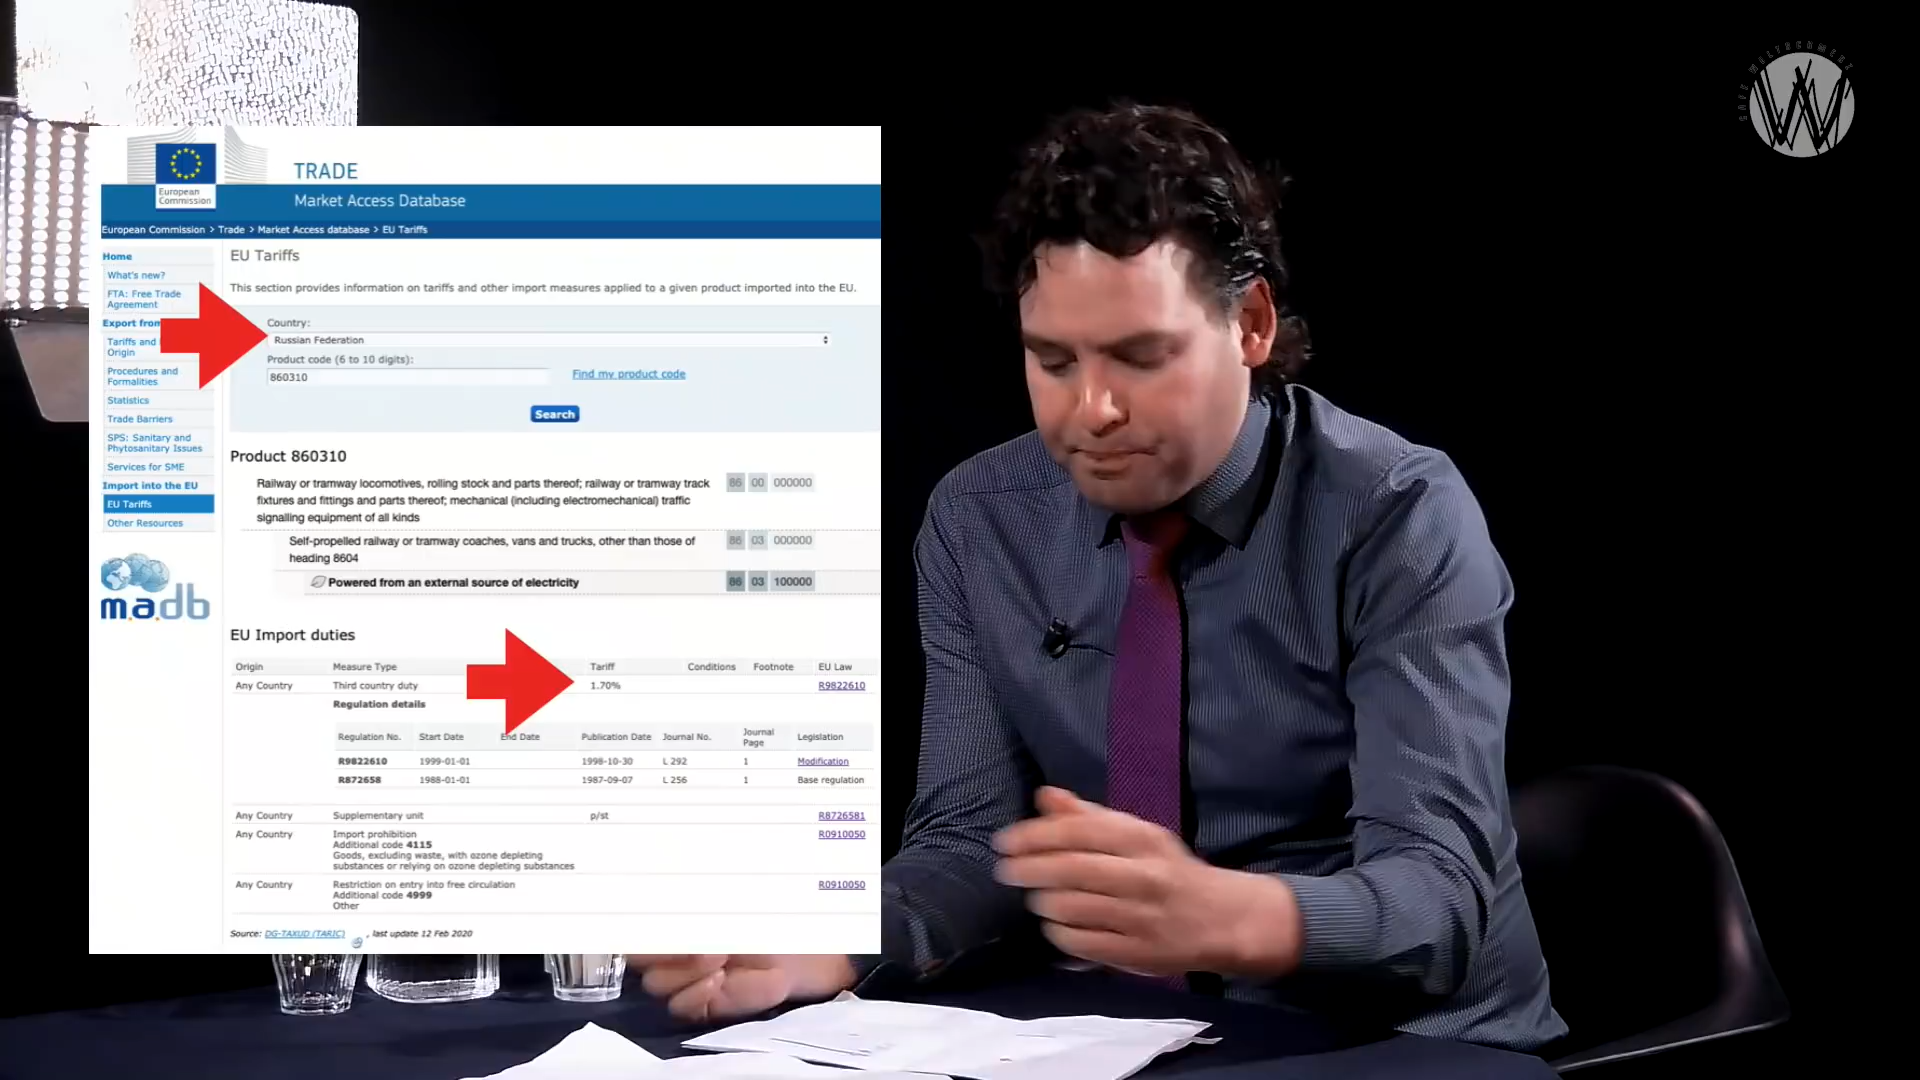 European
Commission
TRADE
Market Access Database
European Commission > Trade > Market Access database > EU Tariffs
Home
What's new?
FTA: Free Trade
Agreement
Export from
Tariffs and
Origin
Procedures and
Formalities
Statistics
Trade Barriers
SPS: Sanitary and
Phytosanitary Issues
Services for SME
Import into the EU
EU Tariffs
Other Resources
m.a.db
EU Tariffs
This section provides information on tariffs and other import measures applied to a given product imported into the EU.
Country:
Russian Federation
Product code (6 to 10 digits):
860310 Find my product code
Search
Product 860310
Railway or tramway locomotives, rolling stock and parts thereof; railway or tramway track 86 00 000000
fixtures and fittings and parts thereof; mechanical (including electromechanical) traffic
signalling equipment of all kinds
Self-propelled railway or tramway coaches, vans and trucks, other than those of 86 03 000000
heading 8604
Powered from an external source of electricity 86 03 100000
EU Import duties
Origin Measure Type Tariff Conditions Footnote EU Law
Any Country Third country duty 1.70% R9822610
Regulation details
Regulation No. Start Date End Date Publication Date Journal No. Journal Page Legislation
R9822610 1999-01-01 1998-10-30 L 292 1 Modification
R872658 1988-01-01 1987-09-07 L 256 1 Base regulation
Any Country Supplementary unit p/st R8726581
Any Country Import prohibition R0910050
Additional code 4115
Goods, excluding waste, with ozone depleting
substances or relying on ozone depleting substances
Any Country Restriction on entry into free circulation R0910050
Additional code 4999
Other
Source: DG-TAXUD (TARIC) , last update 12 Feb 2020